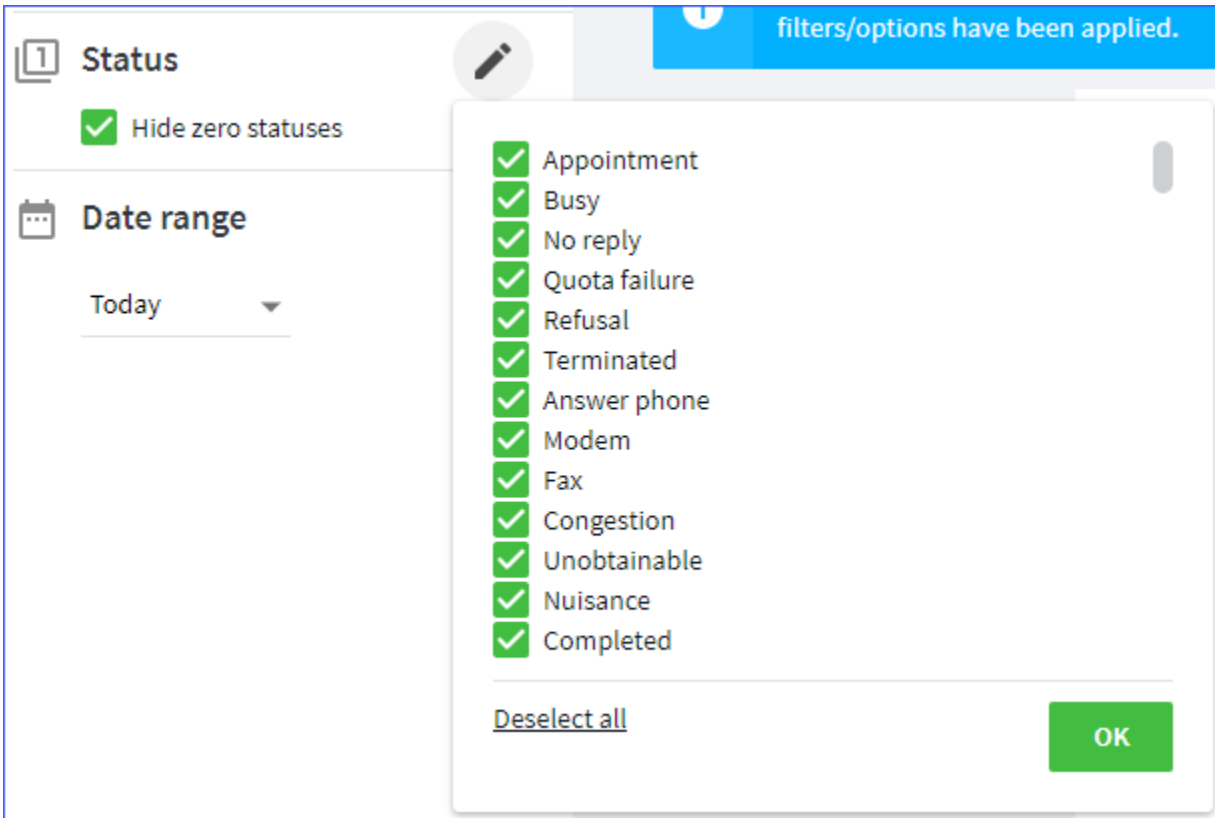 filters/options have been applied.
1
Status
Hide zero statuses
Date range
Today
Appointment
Busy
No reply
Quota failure
Refusal
Terminated
Answer phone
Modem
Fax
Congestion
Unobtainable
Nuisance
Completed
Deselect all
OK